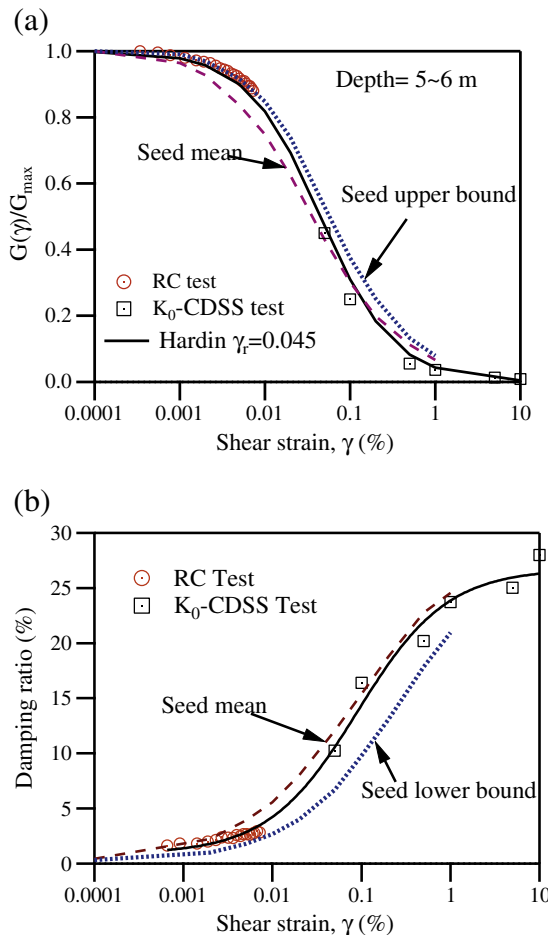 (a)
1.0
0.8
0.6
0.4
0.2
0.0
G(γ)/Gmax
Depth= 5~6 m
Seed mean
Seed upper bound
RC test
K0-CDSS test
Hardin γr=0.045
0.0001 0.001 0.01 0.1 1 10
Shear strain, γ (%)
(b)
30
25
20
15
10
5
0
Damping ratio (%)
RC Test
K0-CDSS Test
Seed mean
Seed lower bound
0.0001 0.001 0.01 0.1 1 10
Shear strain, γ (%)